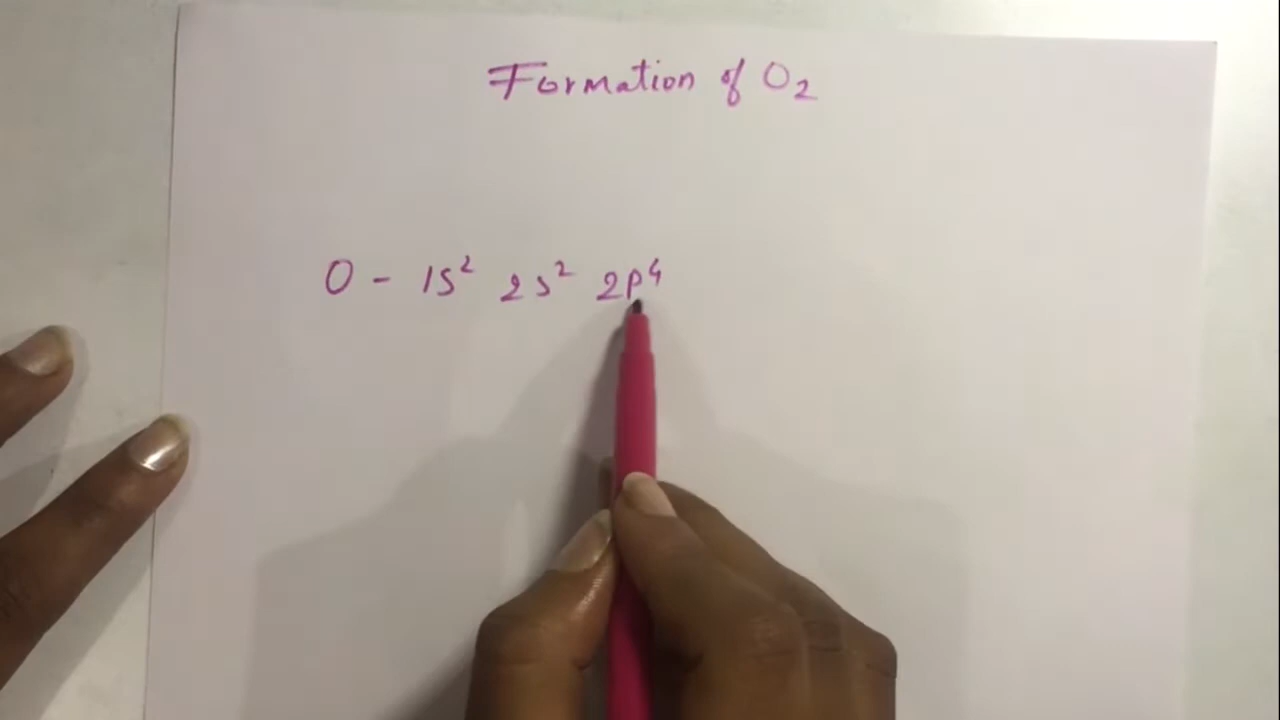 Formation of O₂
O - 1s² 2s² 2p⁴